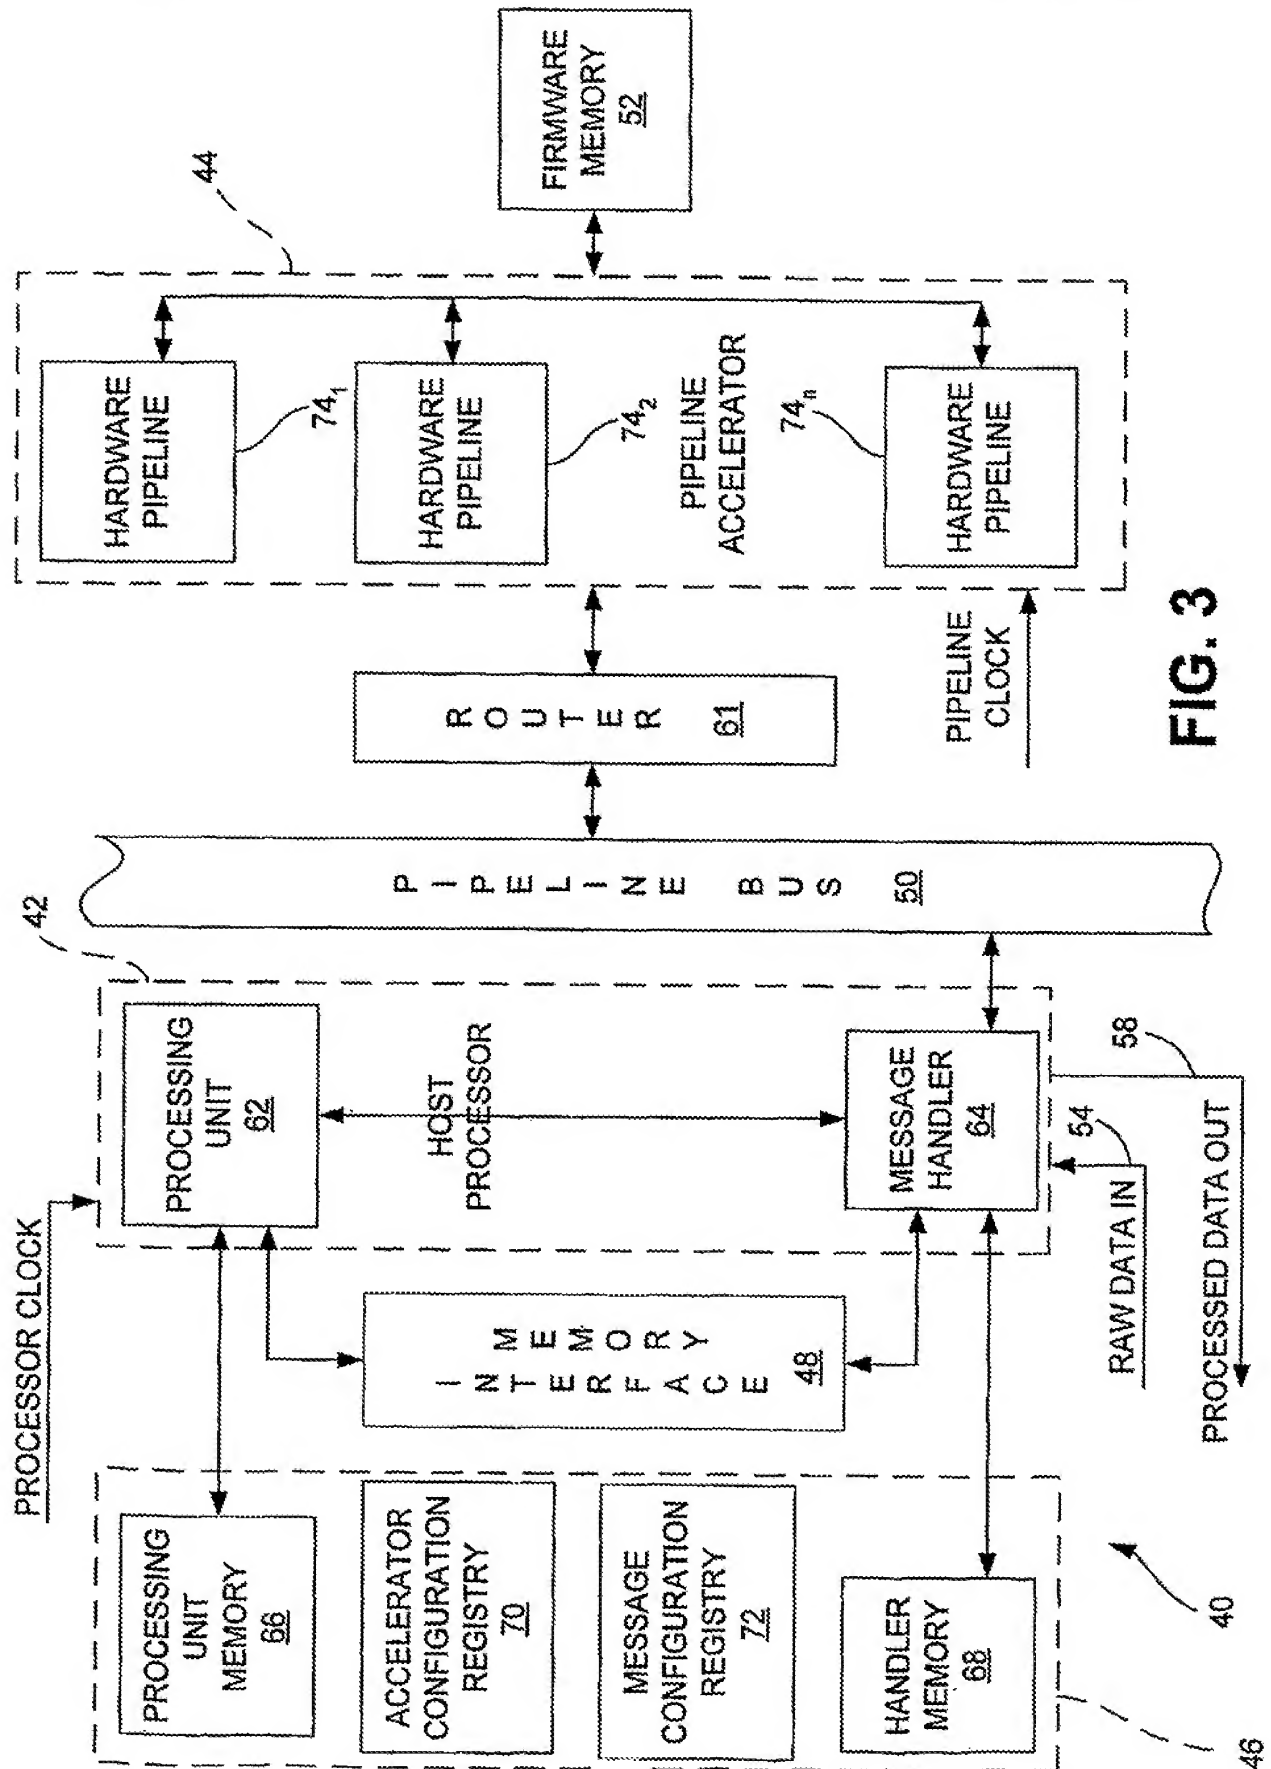 PROCESSOR CLOCK
42
44
PROCESSING
UNIT
MEMORY
66
ACCELERATOR
CONFIGURATION
REGISTRY
70
MESSAGE
CONFIGURATION
REGISTRY
72
HANDLER
MEMORY
68
46
40
MEMORY
INTERFACE
48
PROCESSING
UNIT
62
HOST
PROCESSOR
MESSAGE
HANDLER
64
RAW DATA IN
54
PROCESSED DATA OUT
58
PIPELINE BUS
50
ROUTER
61
PIPELINE
CLOCK
HARDWARE
PIPELINE
74₁
HARDWARE
PIPELINE
74₂
PIPELINE
ACCELERATOR
74ₙ
HARDWARE
PIPELINE
FIRMWARE
MEMORY
52
FIG. 3